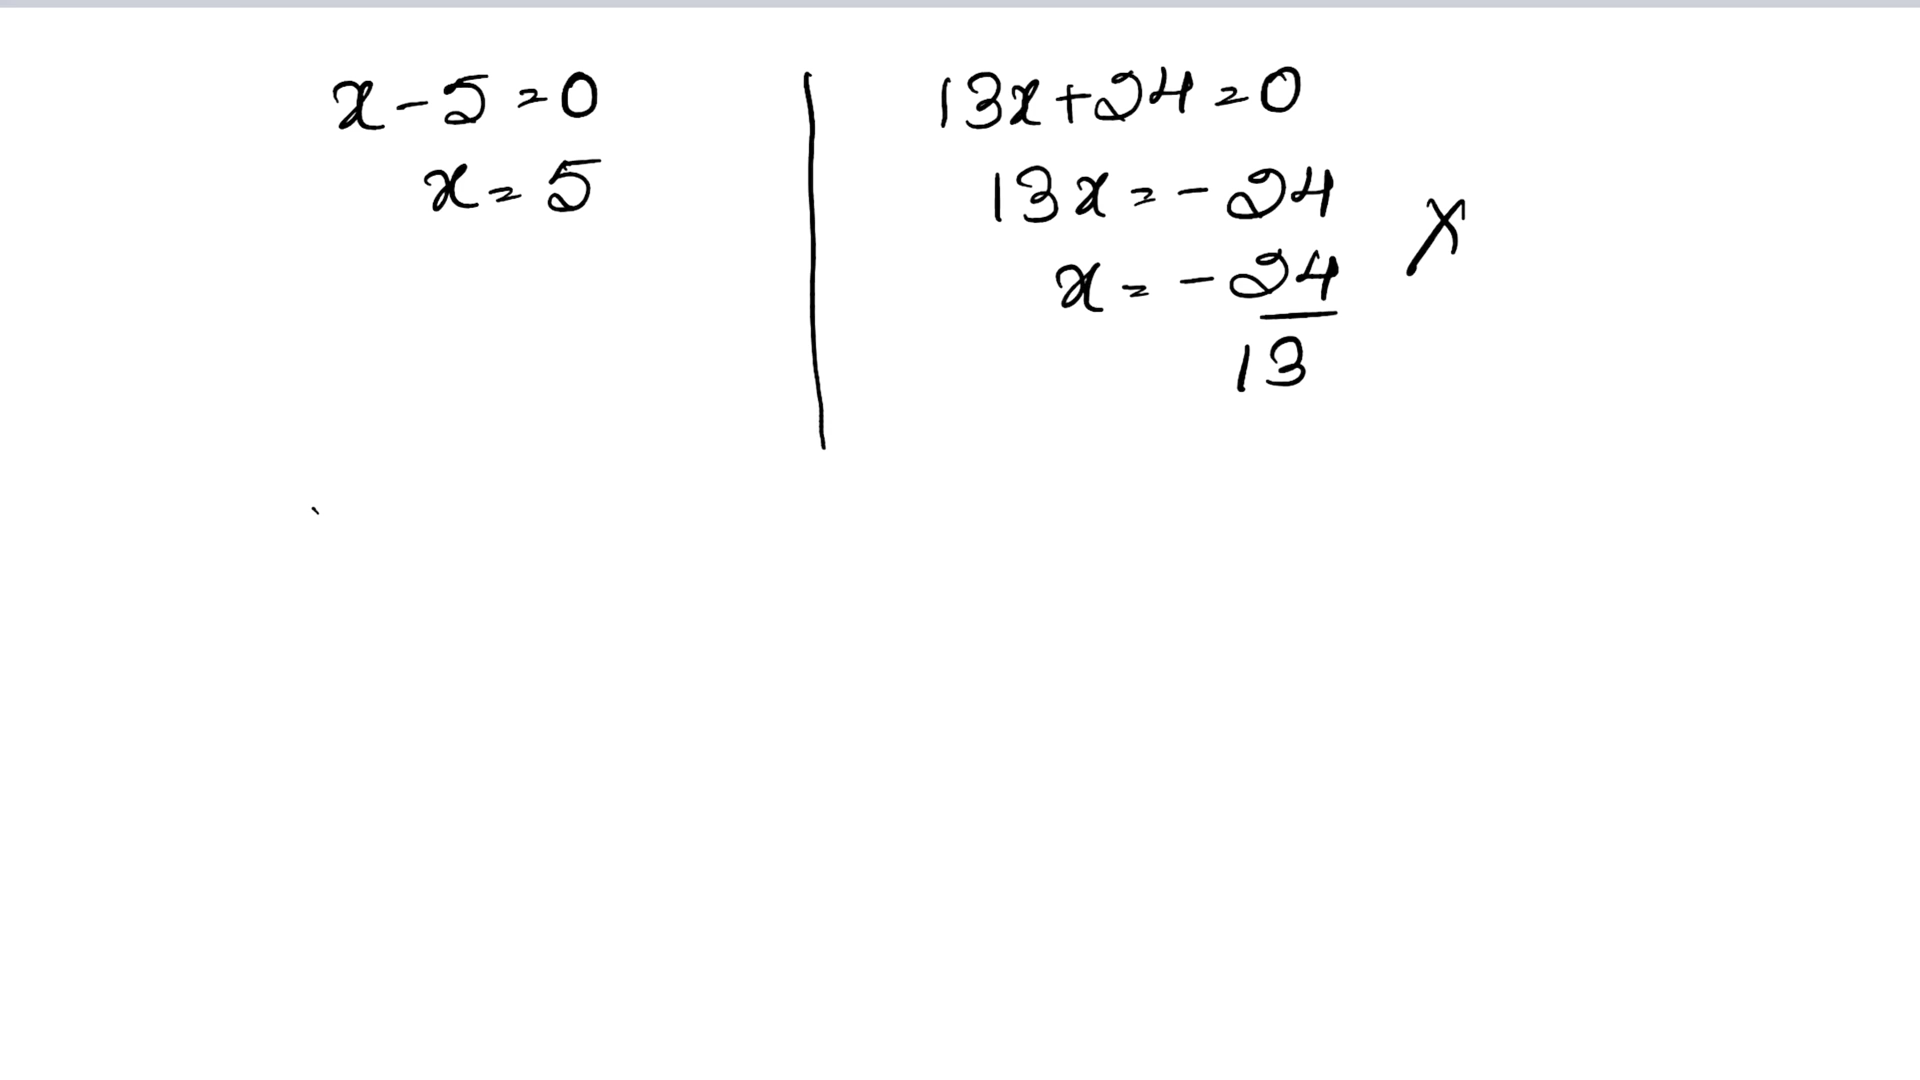 x - 5 = 0
x = 5
13x + 24 = 0
13x = - 24
x = - 24
13
X